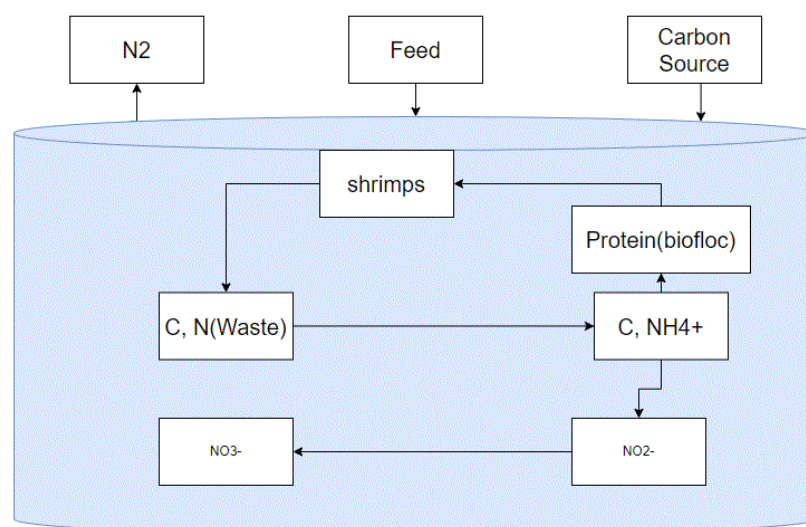 N2
Feed
Carbon
Source
shrimps
Protein(biofloc)
C, N(Waste)
C, NH4+
NO3-
NO2-